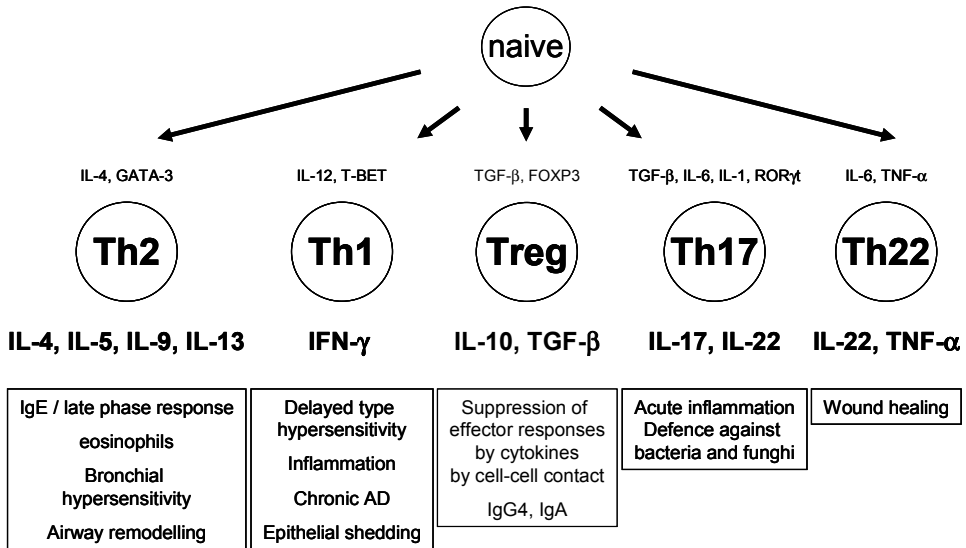 naive
IL-4, GATA-3
IL-12, T-BET
TGF-β, FOXP3
TGF-β, IL-6, IL-1, RORγt
IL-6, TNF-α
Th2
Th1
Treg
Th17
Th22
IL-4, IL-5, IL-9, IL-13
IFN-γ
IL-10, TGF-β
IL-17, IL-22
IL-22, TNF-α
IgE / late phase response
eosinophils
Bronchial
hypersensitivity
Airway remodelling
Delayed type
hypersensitivity
Inflammation
Chronic AD
Epithelial shedding
Suppression of
effector responses
by cytokines
by cell-cell contact
IgG4, IgA
Acute inflammation
Defence against
bacteria and funghi
Wound healing